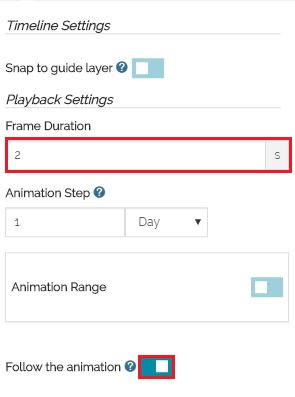 Timeline Settings
Snap to guide layer ?
Playback Settings
Frame Duration
2 s
Animation Step ?
1 Day ▼
Animation Range
Follow the animation ?